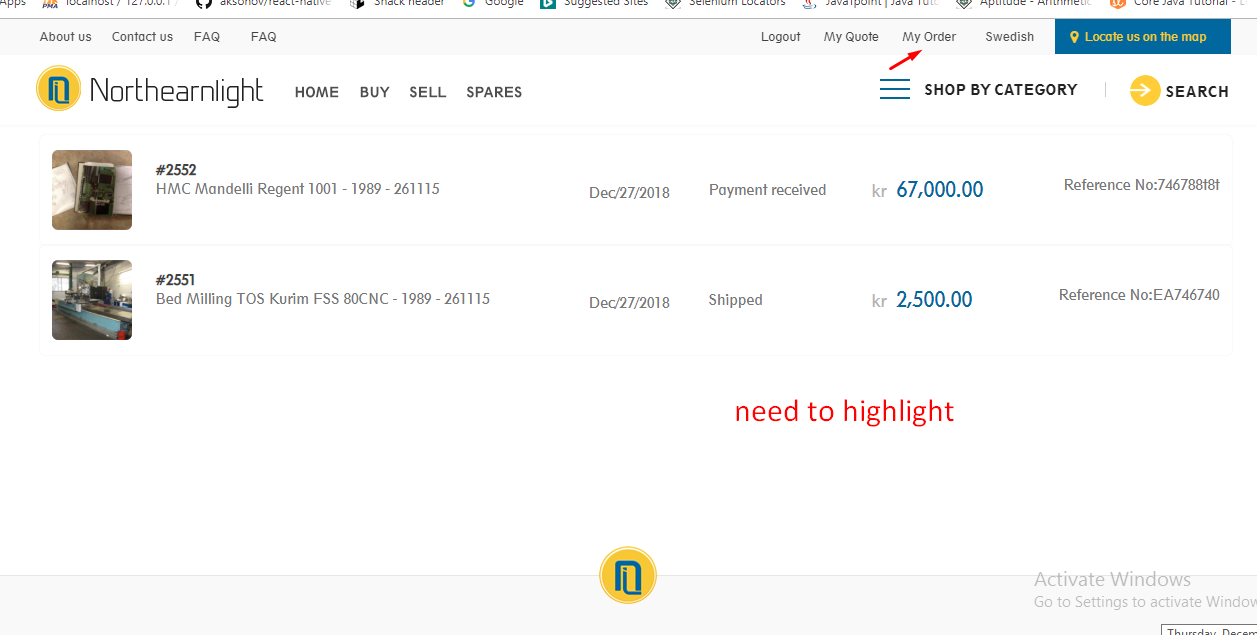 Apps localhost / 127.0.0.1 / aksonov/react-native Snack header Google Suggested Sites Selenium Locators JavaTpoint | Java Tuto Aptitude - Arithmetic Core Java Tutorial - L
About us Contact us FAQ FAQ Logout My Quote My Order Swedish Locate us on the map
Northearnlight HOME BUY SELL SPARES SHOP BY CATEGORY SEARCH
#2552
HMC Mandelli Regent 1001 - 1989 - 261115 Dec/27/2018 Payment received kr 67,000.00 Reference No:746788t8t
#2551
Bed Milling TOS Kurim FSS 80CNC - 1989 - 261115 Dec/27/2018 Shipped kr 2,500.00 Reference No:EA746740
need to highlight
Activate Windows
Go to Settings to activate Window
Thursday, Decem